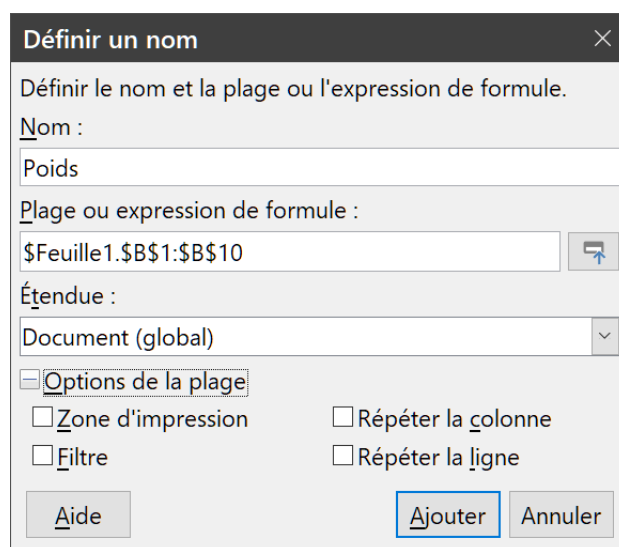 Définir un nom
Définir le nom et la plage ou l'expression de formule.
Nom :
Poids
Plage ou expression de formule :
$Feuille1.$B$1:$B$10
Étendue :
Document (global)
Options de la plage
Zone d'impression Répéter la colonne
Filtre Répéter la ligne
Aide Ajouter Annuler